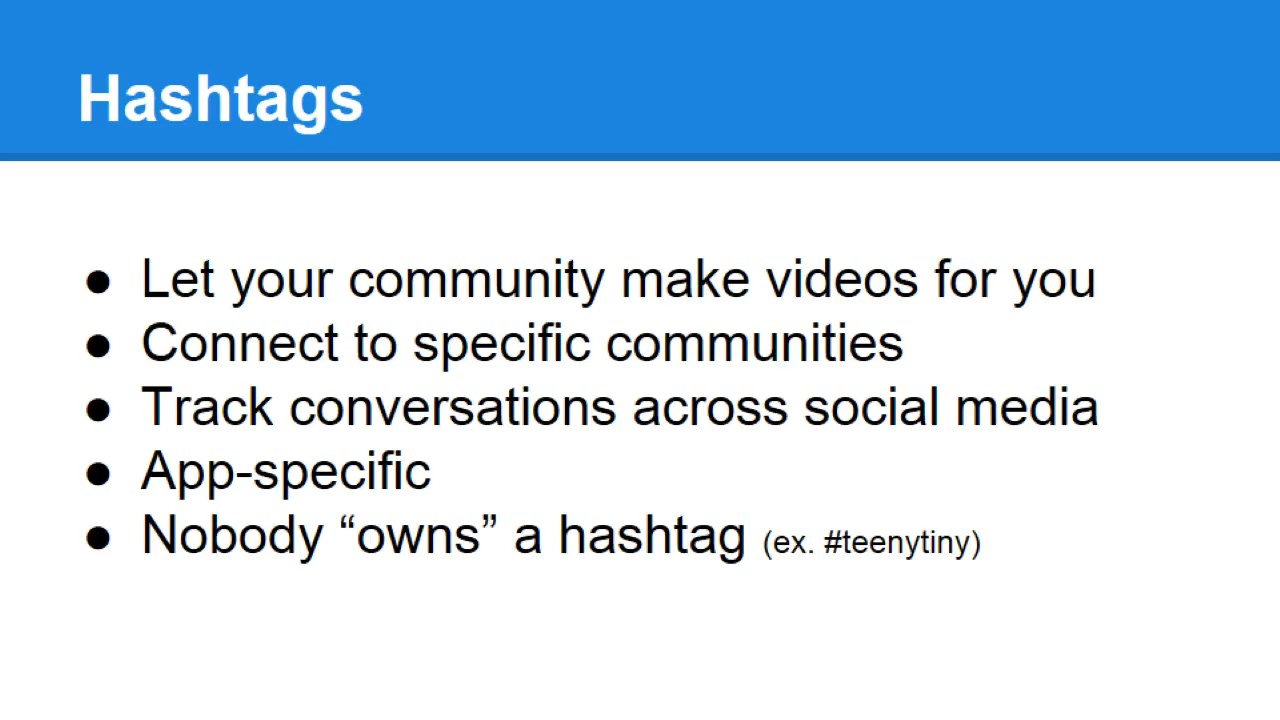 Hashtags
● Let your community make videos for you
● Connect to specific communities
● Track conversations across social media
● App-specific
● Nobody “owns” a hashtag (ex. #teenytiny)